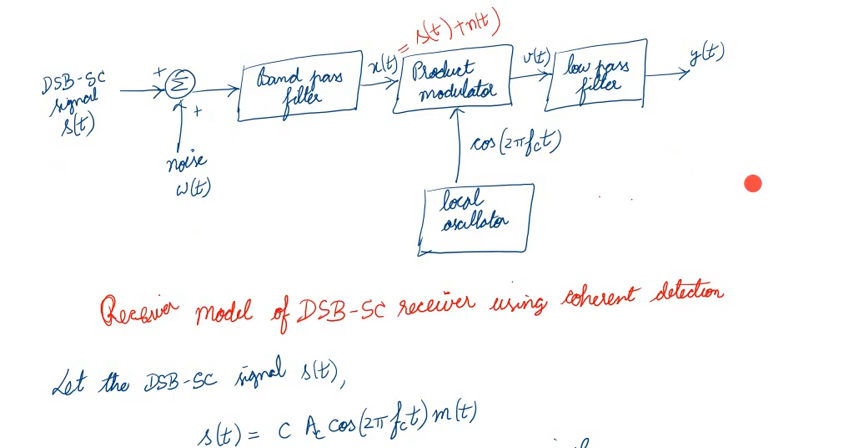 = s(t) + n(t)
DSB-SC
signal
s(t)
+
Σ
+
noise
w(t)
Band pass
filter
x(t)
Product
modulator
v(t)
low pass
filter
y(t)
cos(2πfct)
local
oscillator
Receiver model of DSB-SC receiver using coherent detection
Let the DSB-SC signal s(t),
s(t) = C Ac cos(2πfct) m(t)